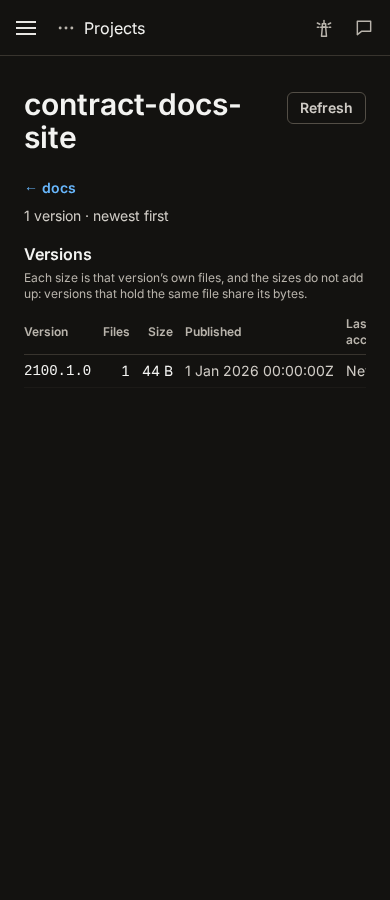 ··· Projects
contract-docs-
site
Refresh
← docs
1 version · newest first
Versions
Each size is that version’s own files, and the sizes do not add
up: versions that hold the same file share its bytes.
Version Files Size Published
2100.1.0 1 44 B 1 Jan 2026 00:00:00Z